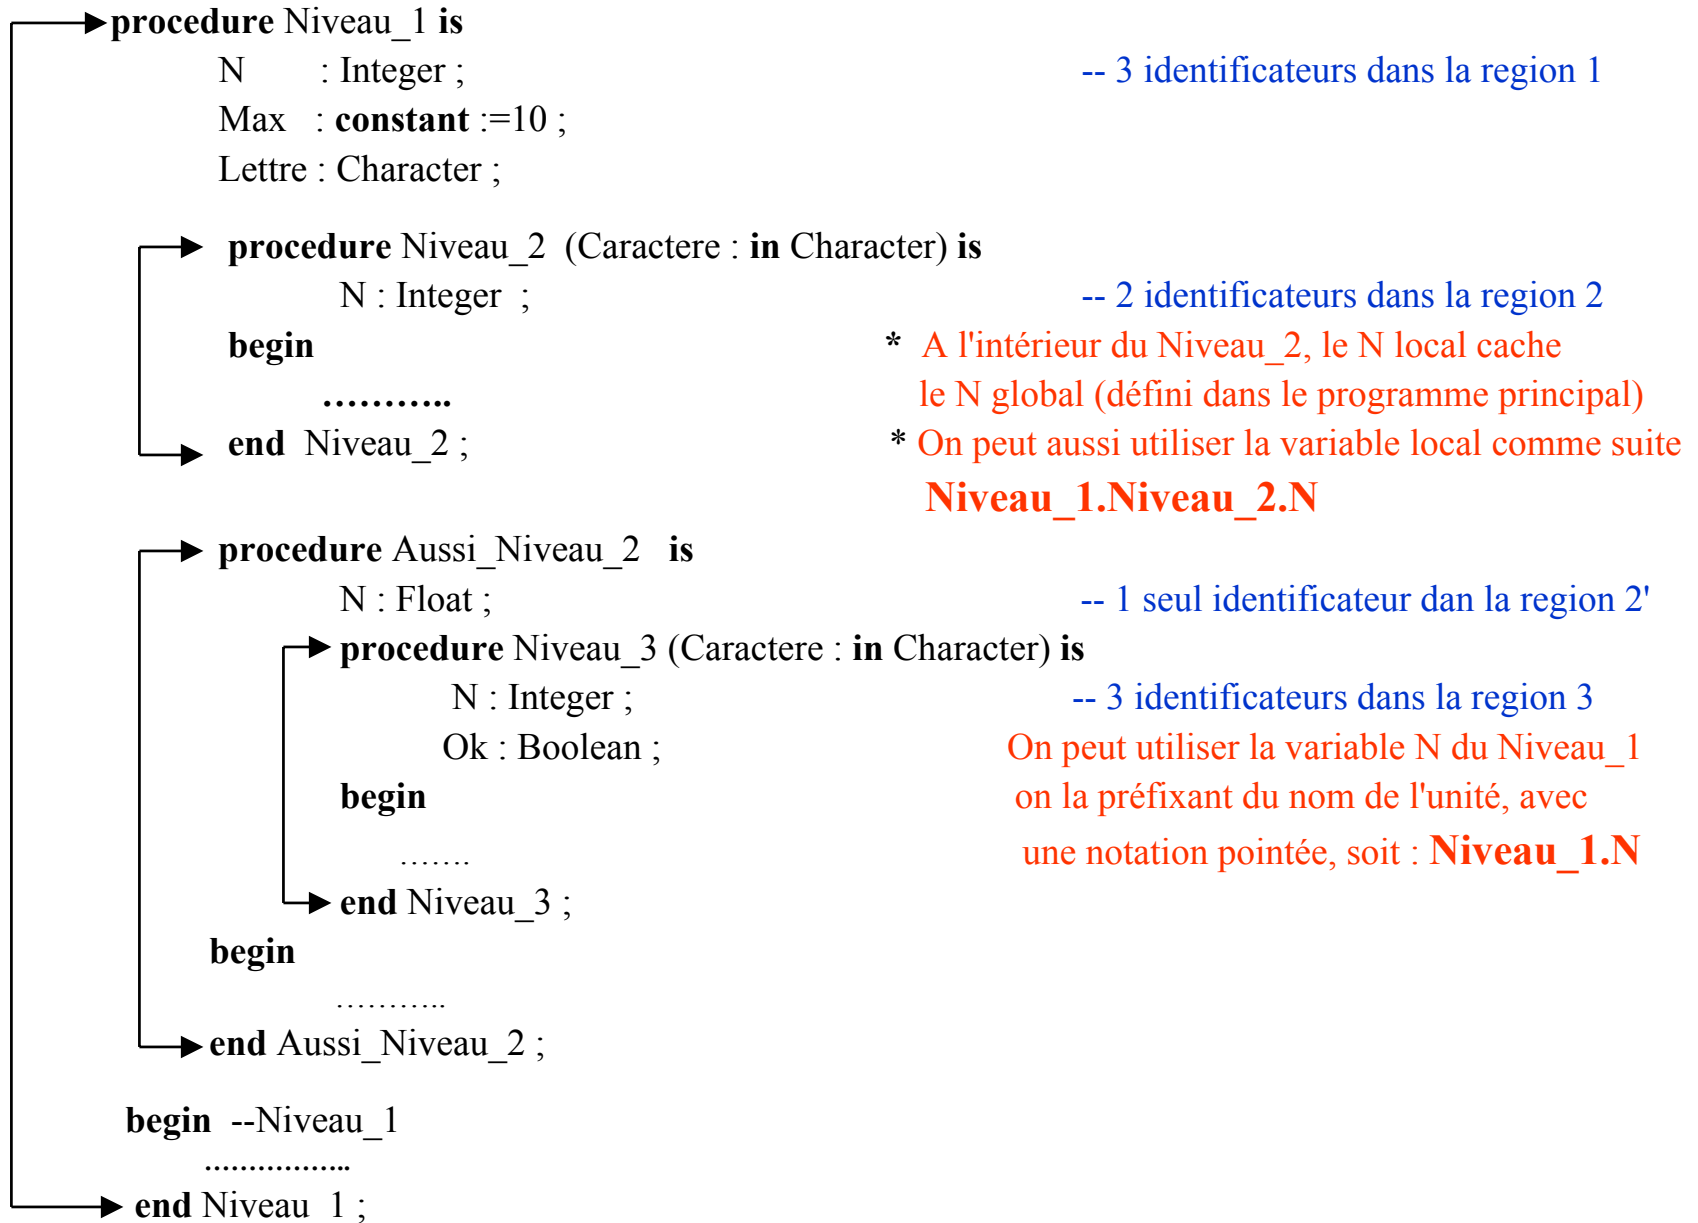 procedure Niveau_1 is
N : Integer ; -- 3 identificateurs dans la region 1
Max : constant :=10 ;
Lettre : Character ;
procedure Niveau_2 (Caractere : in Character) is
N : Integer ; -- 2 identificateurs dans la region 2
begin * A l'intérieur du Niveau_2, le N local cache
……….. le N global (défini dans le programme principal)
end Niveau_2 ; * On peut aussi utiliser la variable local comme suite
Niveau_1.Niveau_2.N
procedure Aussi_Niveau_2 is
N : Float ; -- 1 seul identificateur dan la region 2'
procedure Niveau_3 (Caractere : in Character) is
N : Integer ; -- 3 identificateurs dans la region 3
Ok : Boolean ; On peut utiliser la variable N du Niveau_1
begin on la préfixant du nom de l'unité, avec
……. une notation pointée, soit : Niveau_1.N
end Niveau_3 ;
begin
………..
end Aussi_Niveau_2 ;
begin --Niveau_1
……………..
end Niveau 1 ;